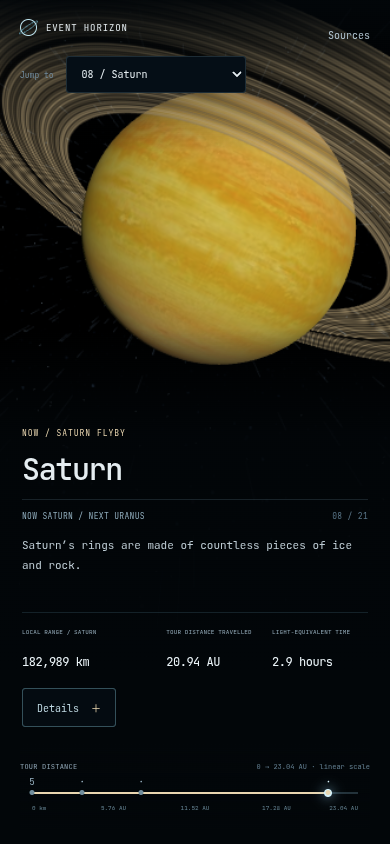 EVENT HORIZON
Sources
Jump to
08 / Saturn
NOW / SATURN FLYBY
Saturn
NOW SATURN / NEXT URANUS
08 / 21
Saturn’s rings are made of countless pieces of ice
and rock.
LOCAL RANGE / SATURN
TOUR DISTANCE TRAVELLED
LIGHT-EQUIVALENT TIME
182,989 km
20.94 AU
2.9 hours
Details +
TOUR DISTANCE
0 → 23.04 AU · linear scale
5
0 km
5.76 AU
11.52 AU
17.28 AU
23.04 AU